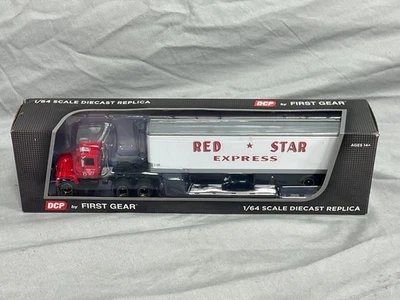 1/64 SCALE DIECAST REPLICA
DCP by FIRST GEAR
RED ★ STAR
EXPRESS
AGES 14+
DCP by FIRST GEAR
1/64 SCALE DIECAST REPLICA